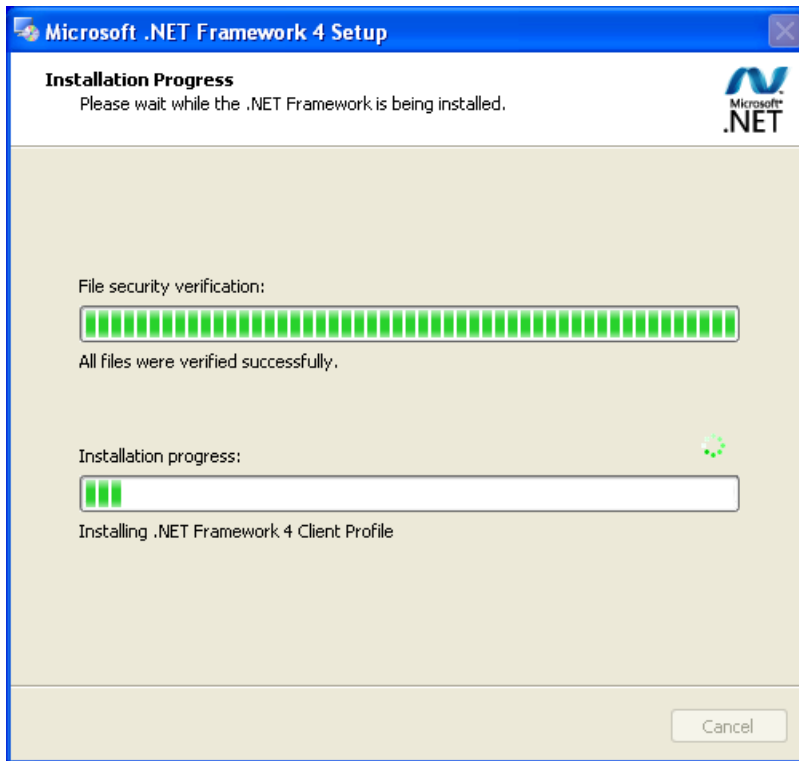 Microsoft .NET Framework 4 Setup
Installation Progress
Please wait while the .NET Framework is being installed.
Microsoft®
.NET
File security verification:
All files were verified successfully.
Installation progress:
Installing .NET Framework 4 Client Profile
Cancel